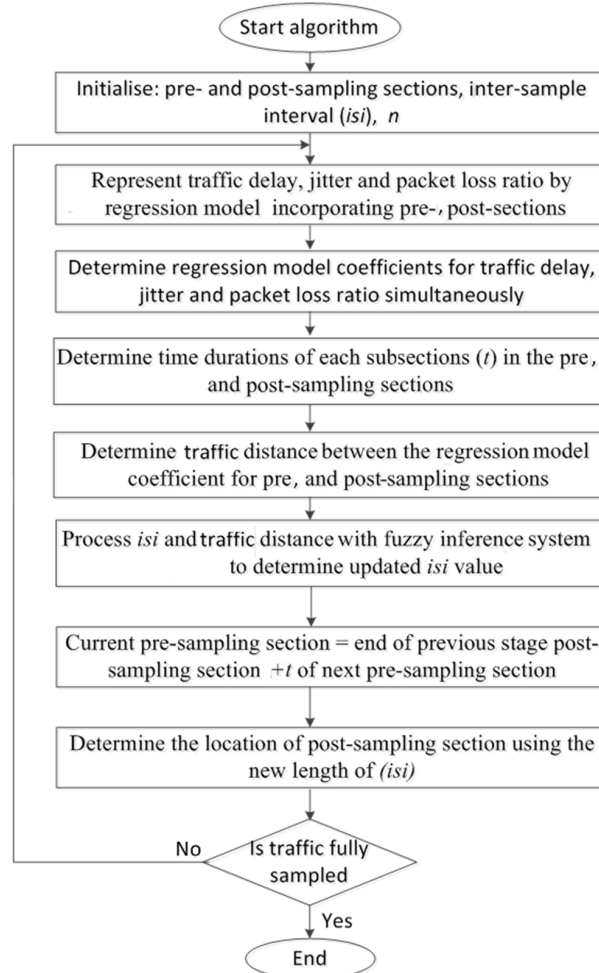 Start algorithm
Initialise: pre- and post-sampling sections, inter-sample
interval (isi), n
Represent traffic delay, jitter and packet loss ratio by
regression model incorporating pre-, post-sections
Determine regression model coefficients for traffic delay,
jitter and packet loss ratio simultaneously
Determine time durations of each subsections (t) in the pre,
and post-sampling sections
Determine traffic distance between the regression model
coefficient for pre, and post-sampling sections
Process isi and traffic distance with fuzzy inference system
to determine updated isi value
Current pre-sampling section = end of previous stage post-
sampling section +t of next pre-sampling section
Determine the location of post-sampling section using the
new length of (isi)
No
Is traffic fully
sampled
Yes
End